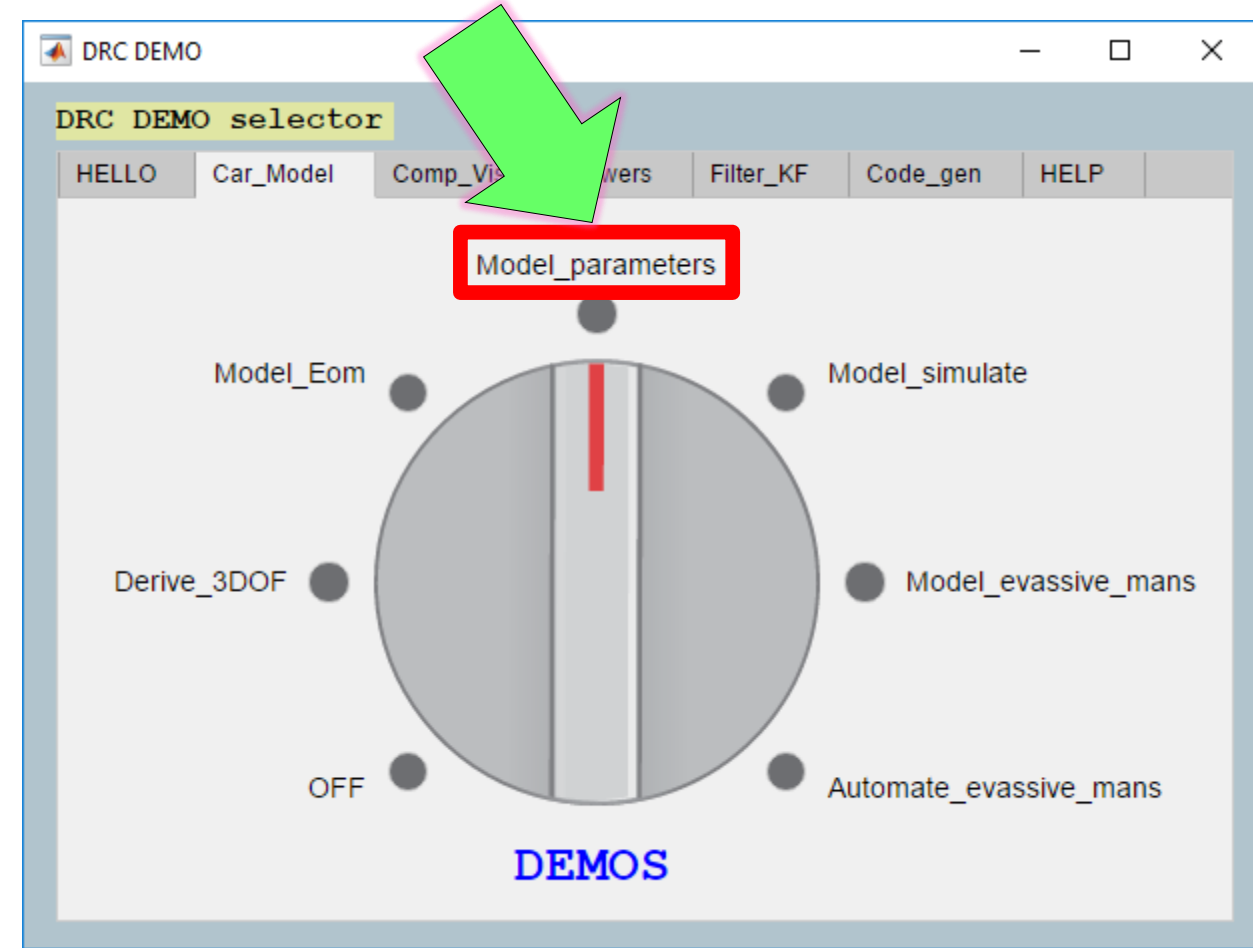 DRC DEMO
DRC DEMO selector
HELLO Car_Model Filter_KF Code_gen HELP
Model_parameters
Model_Eom Model_simulate
Derive_3DOF Model_evassive_mans
OFF Automate_evassive_mans
DEMOS